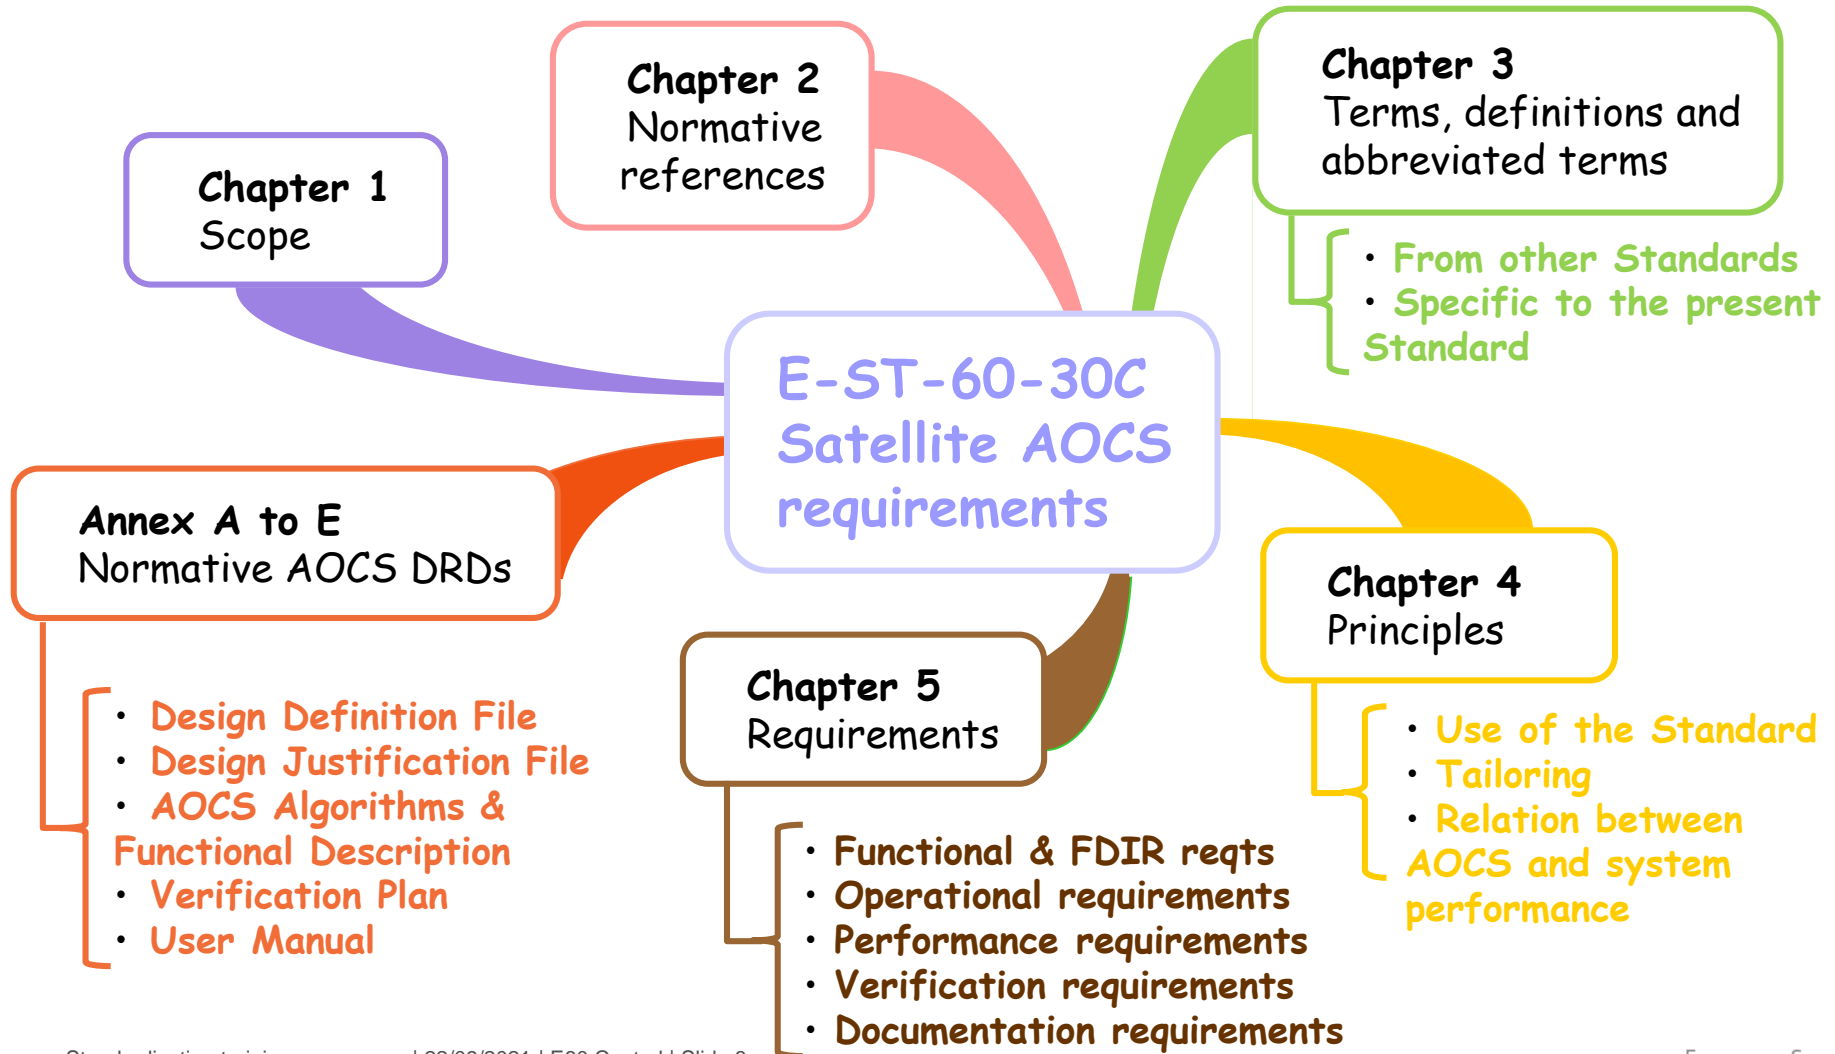 Chapter 1
Scope
Chapter 2
Normative
references
Chapter 3
Terms, definitions and
abbreviated terms
• From other Standards
• Specific to the present
Standard
E-ST-60-30C
Satellite AOCS
requirements
Annex A to E
Normative AOCS DRDs
• Design Definition File
• Design Justification File
• AOCS Algorithms &
Functional Description
• Verification Plan
• User Manual
Chapter 5
Requirements
• Functional & FDIR reqts
• Operational requirements
• Performance requirements
• Verification requirements
• Documentation requirements
Chapter 4
Principles
• Use of the Standard
• Tailoring
• Relation between
AOCS and system
performance